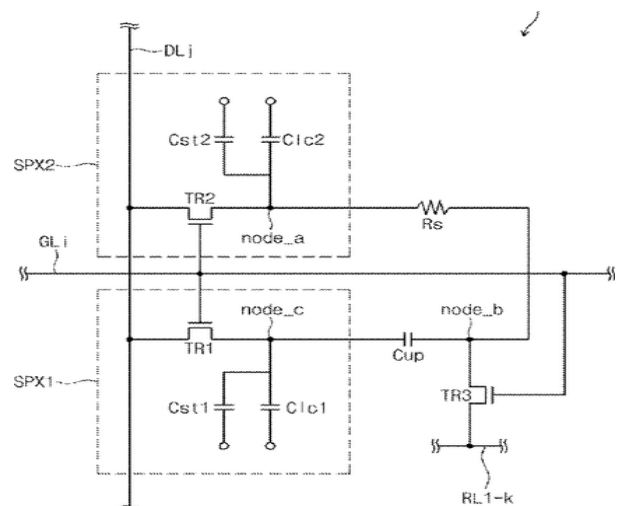 DLj
Cst2
Clc2
SPX2
TR2
node_a
Rs
GLi
node_c
node_b
TR1
Cup
TR3
SPX1
Cst1
Clc1
RL1-k